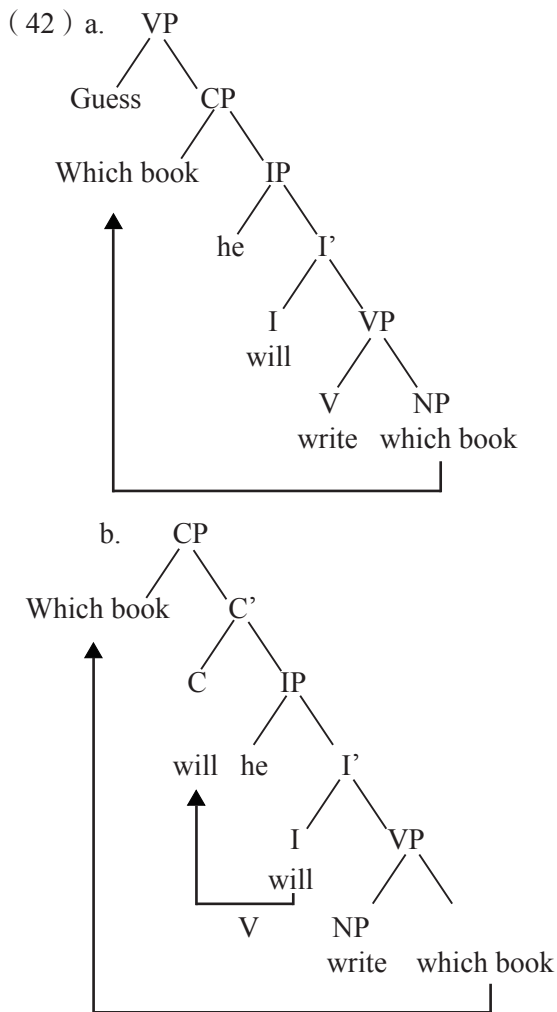 ( 42 ) a. VP
Guess CP
Which book IP
he I’
I VP
will
V NP
write which book
b. CP
Which book C’
C IP
will he I’
I VP
will
V NP
write which book